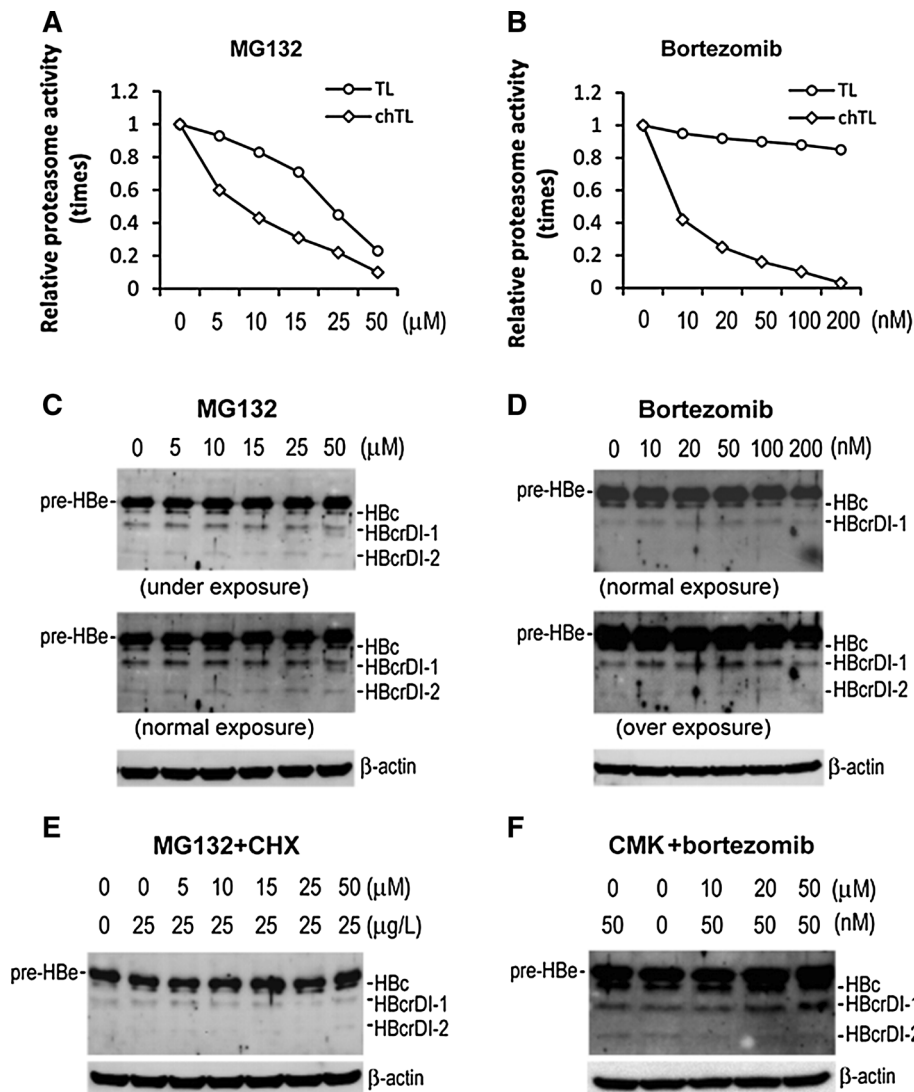 A
MG132
Relative proteasome activity
(times)
1.2
1
0.8
0.6
0.4
0.2
0
TL
chTL
0 5 10 15 25 50 (μM)
B
Bortezomib
Relative proteasome activity
(times)
1.2
1
0.8
0.6
0.4
0.2
0
TL
chTL
0 10 20 50 100 200 (nM)
C
MG132
0 5 10 15 25 50 (μM)
pre-HBe-
-HBc
-HBcrDI-1
-HBcrDI-2
(under exposure)
pre-HBe-
-HBc
-HBcrDI-1
-HBcrDI-2
(normal exposure)
β-actin
D
Bortezomib
0 10 20 50 100 200 (nM)
pre-HBe-
-HBc
-HBcrDI-1
(normal exposure)
pre-HBe-
-HBc
-HBcrDI-1
-HBcrDI-2
(over exposure)
β-actin
E
MG132+CHX
0 0 5 10 15 25 50 (μM)
0 25 25 25 25 25 25 (μg/L)
pre-HBe-
-HBc
-HBcrDI-1
-HBcrDI-2
β-actin
F
CMK+bortezomib
0 0 10 20 50 (μM)
50 0 50 50 50 (nM)
pre-HBe-
-HBc
-HBcrDI-1
-HBcrDI-2
β-actin